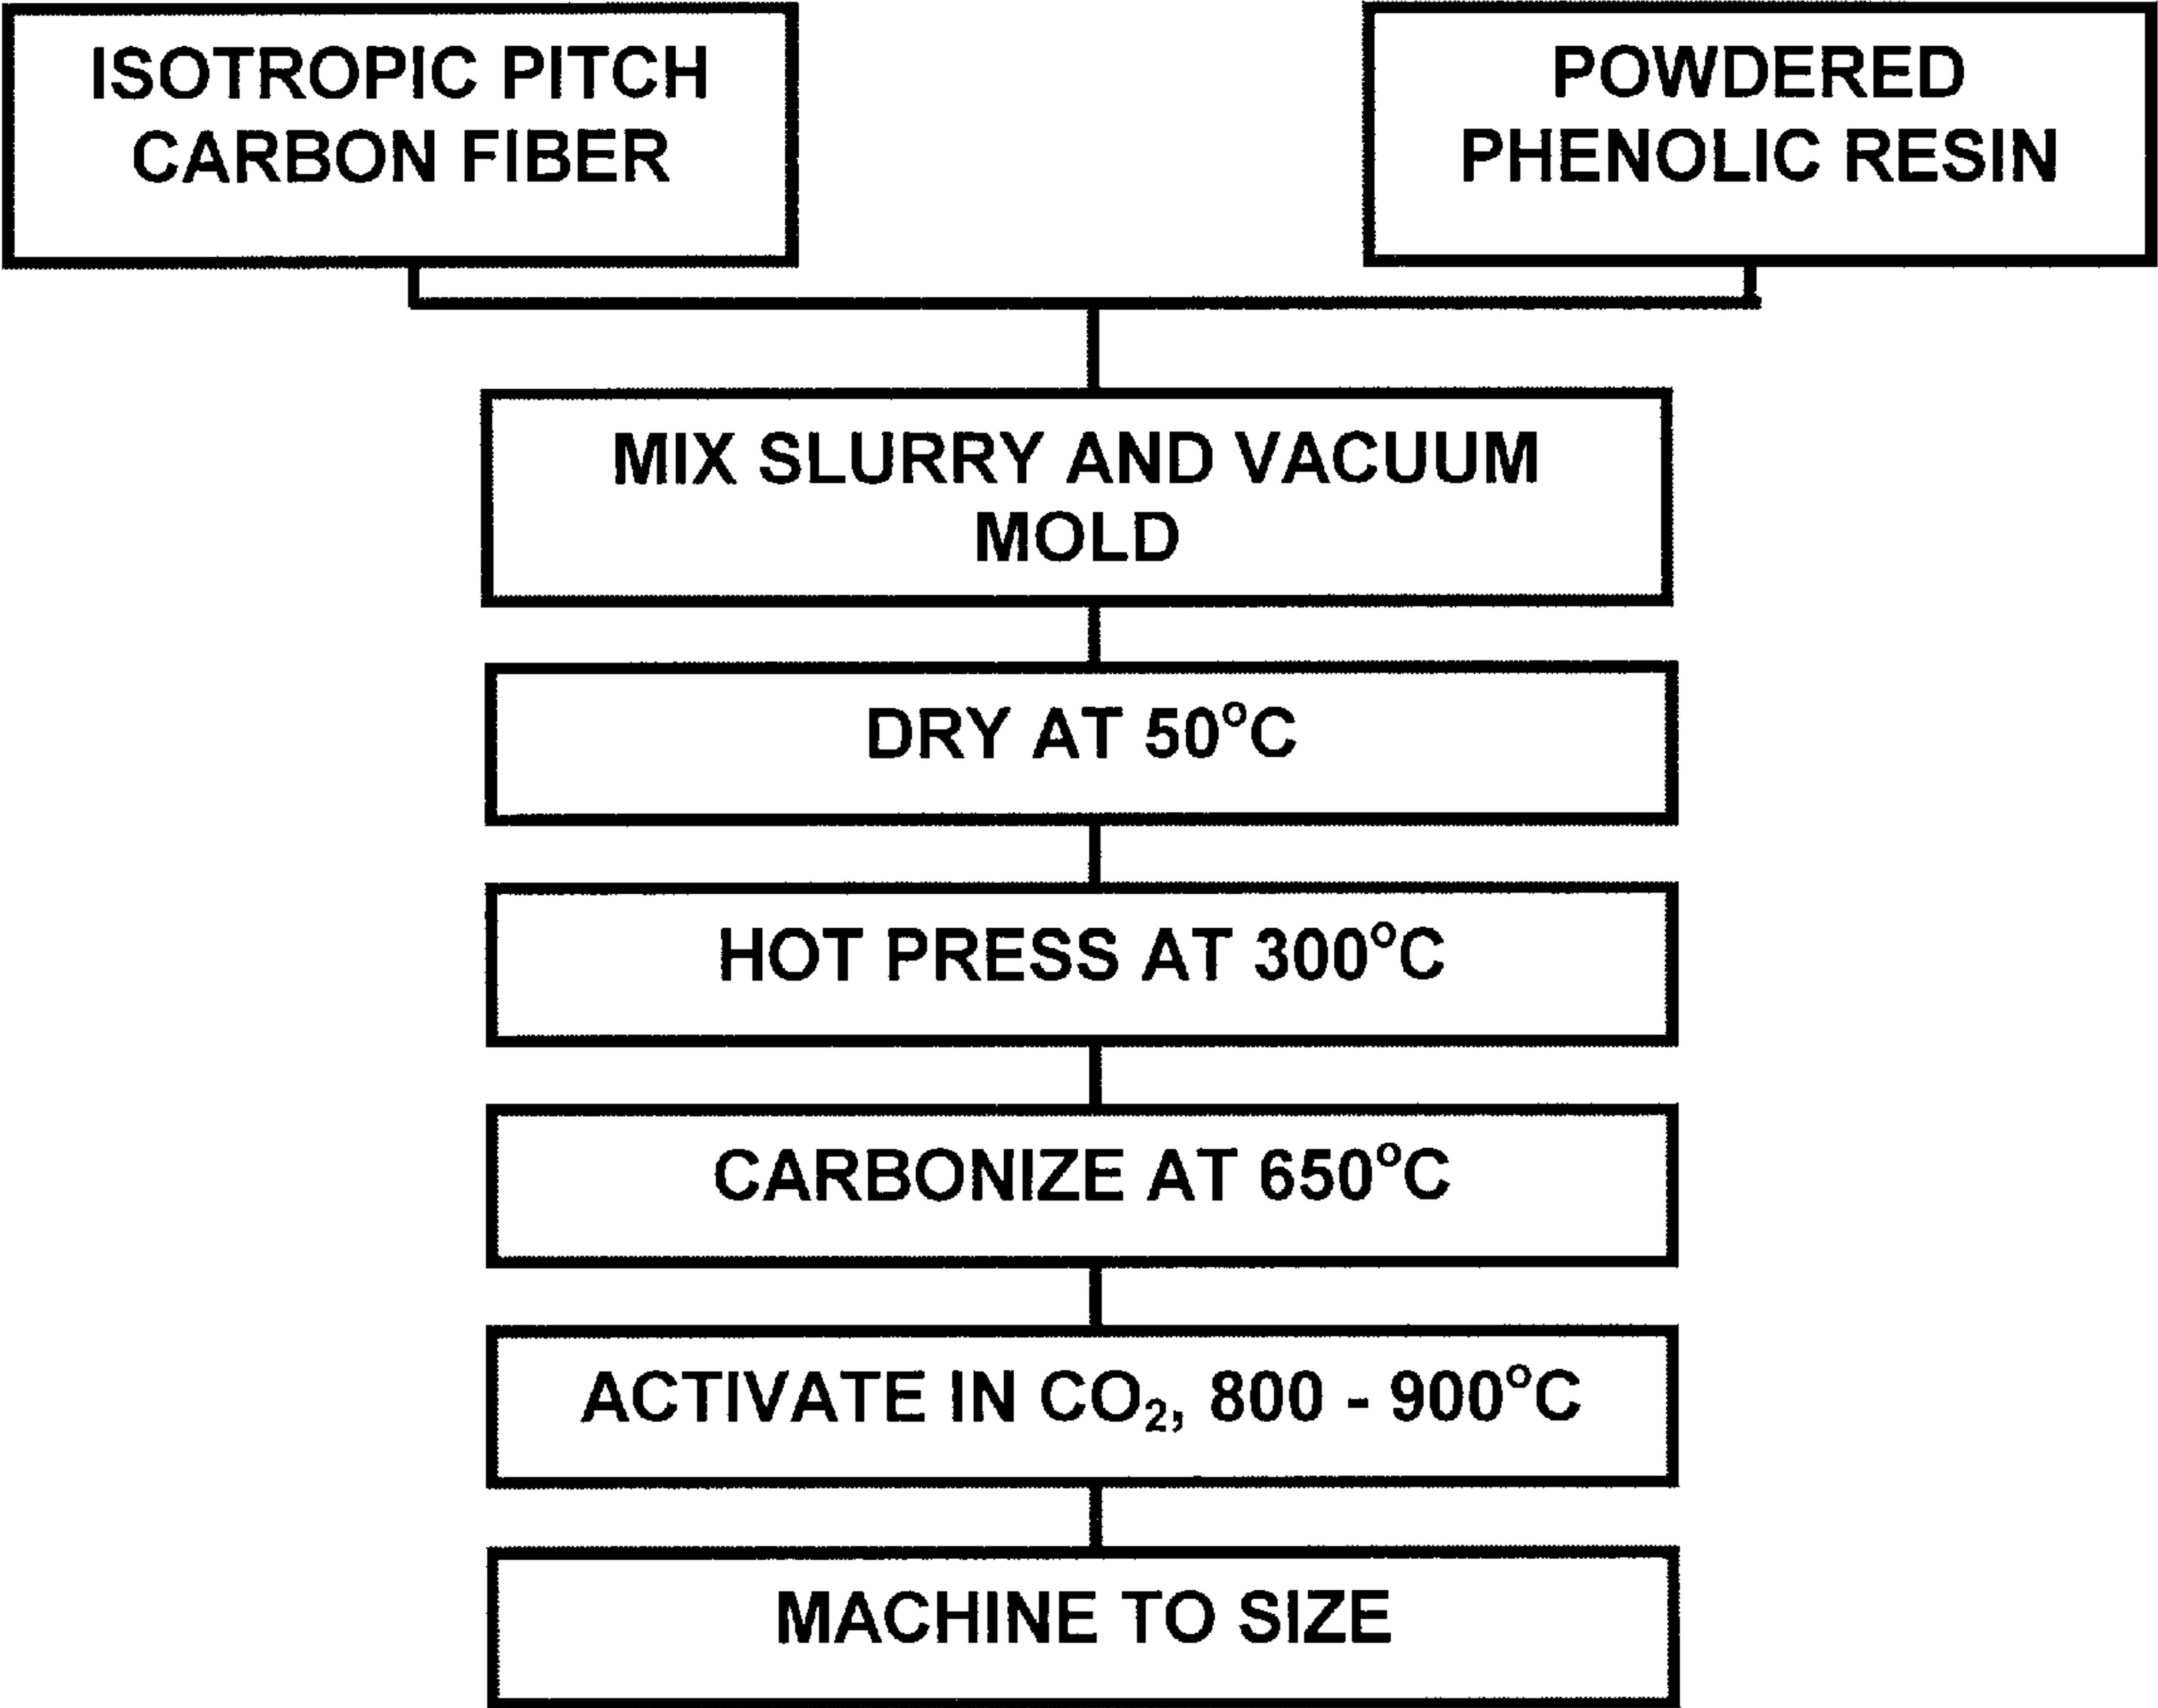 ISOTROPIC PITCH
CARBON FIBER
POWDERED
PHENOLIC RESIN
MIX SLURRY AND VACUUM
MOLD
DRY AT 50°C
HOT PRESS AT 300°C
CARBONIZE AT 650°C
ACTIVATE IN CO₂, 800 - 900°C
MACHINE TO SIZE